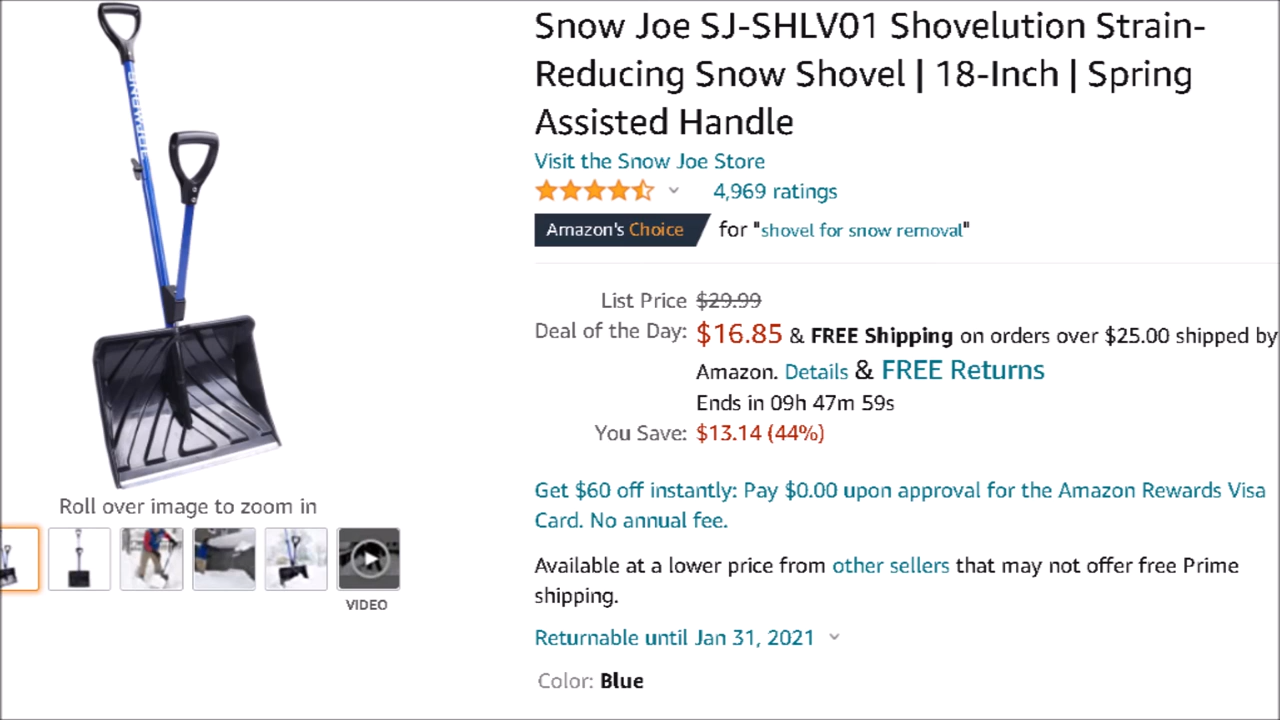 Snow Joe SJ-SHLV01 Shovelution Strain-
Reducing Snow Shovel | 18-Inch | Spring
Assisted Handle
Visit the Snow Joe Store
4,969 ratings
Amazon's Choice for "shovel for snow removal"
List Price $29.99
Deal of the Day: $16.85 & FREE Shipping on orders over $25.00 shipped by
Amazon. Details & FREE Returns
Ends in 09h 47m 59s
You Save: $13.14 (44%)
Get $60 off instantly: Pay $0.00 upon approval for the Amazon Rewards Visa
Card. No annual fee.
Available at a lower price from other sellers that may not offer free Prime
shipping.
Returnable until Jan 31, 2021
Color: Blue
SNOWJOE
Roll over image to zoom in
VIDEO